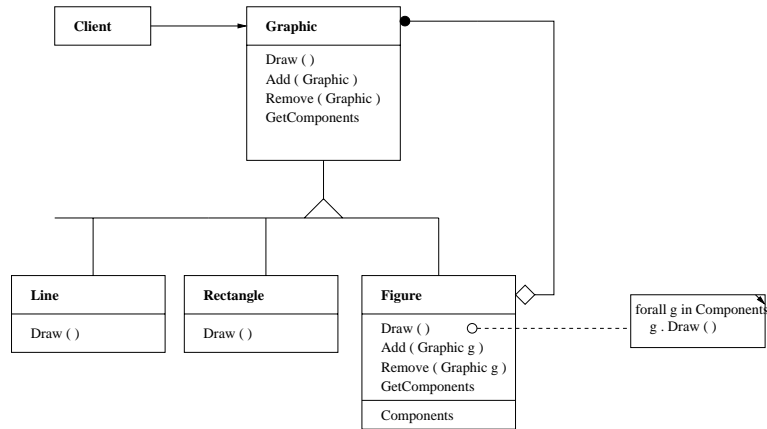 Client
Graphic
Draw ( )
Add ( Graphic )
Remove ( Graphic )
GetComponents
Line
Draw ( )
Rectangle
Draw ( )
Figure
Draw ( )
Add ( Graphic g )
Remove ( Graphic g )
GetComponents
Components
forall g in Components
g . Draw ( )